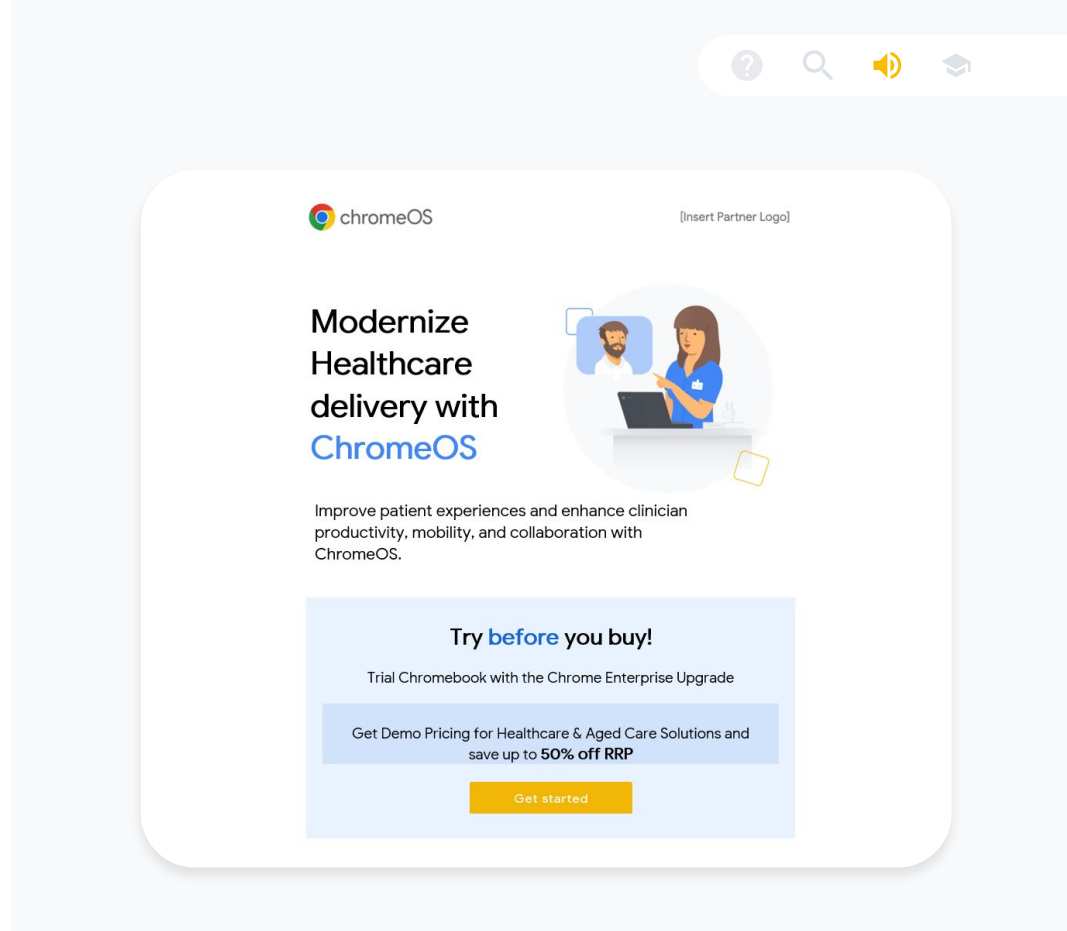 chromeOS
[Insert Partner Logo]
Modernize
Healthcare
delivery with
ChromeOS
Improve patient experiences and enhance clinician
productivity, mobility, and collaboration with
ChromeOS.
Try before you buy!
Trial Chromebook with the Chrome Enterprise Upgrade
Get Demo Pricing for Healthcare & Aged Care Solutions and
save up to 50% off RRP
Get started